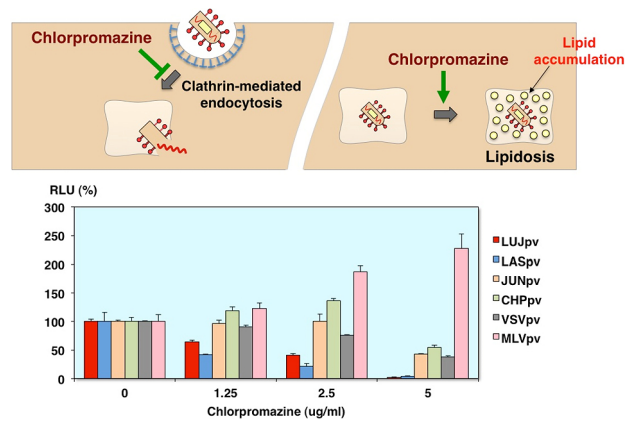 Chlorpromazine
Clathrin-mediated
endocytosis
Chlorpromazine
Lipid
accumulation
Lipidosis
RLU (%)
300
250
200
150
100
50
0
0
1.25
2.5
5
Chlorpromazine (ug/ml)
LUJpv
LASpv
JUNpv
CHPpv
VSVpv
MLVpv